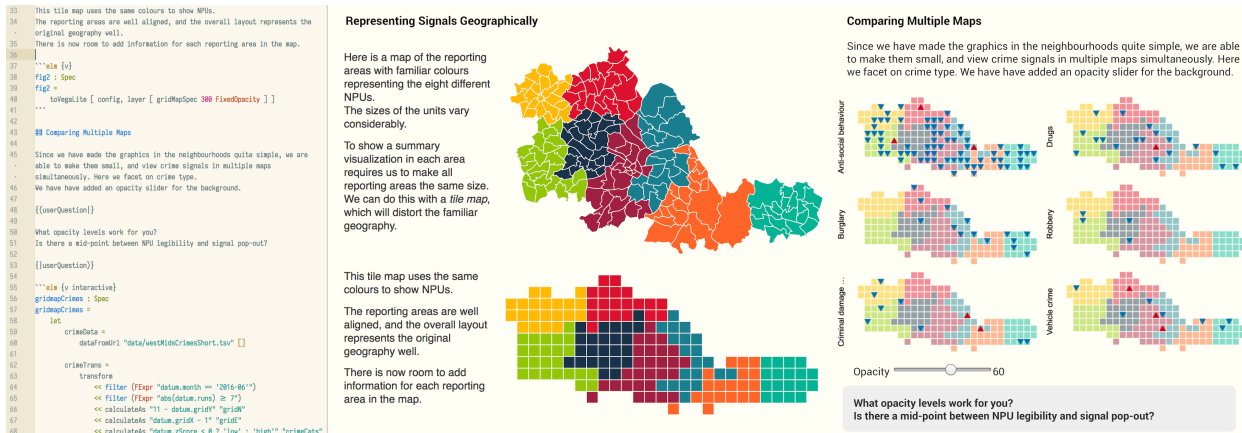 33 This tile map uses the same colours to show NPUs.
34 The reporting areas are well aligned, and the overall layout represents the
· original geography well.
35 There is now room to add information for each reporting area in the map.
36
37 ```elm {v}
38 fig2 : Spec
39 fig2 =
40 toVegaLite [ config, layer [ gridMapSpec 300 FixedOpacity ] ]
41 ```
42
43 ## Comparing Multiple Maps
44
45 Since we have made the graphics in the neighbourhoods quite simple, we are
· able to make them small, and view crime signals in multiple maps
· simultaneously. Here we facet on crime type.
46 We have have added an opacity slider for the background.
47
48 {(userQuestion|}
49
50 What opacity levels work for you?
51 Is there a mid-point between NPU legibility and signal pop-out?
52
53 {|userQuestion)}
54
55 ```elm {v interactive}
56 gridmapCrimes : Spec
57 gridmapCrimes =
58 let
59 crimeData =
60 dataFromUrl "data/westMidsCrimesShort.tsv" []
61
62 crimeTrans =
63 transform
64 << filter (FExpr "datum.month == '2016-06'")
65 << filter (FExpr "abs(datum.runs) ≥ 7")
66 << calculateAs "11 - datum.gridY" "gridN"
67 << calculateAs "datum.gridX - 1" "gridE"
68 << calculateAs "datum.zScore < 0 ? 'low' : 'high'" "crimeCats"
Representing Signals Geographically
Here is a map of the reporting
areas with familiar colours
representing the eight different
NPUs.
The sizes of the units vary
considerably.
To show a summary
visualization in each area
requires us to make all
reporting areas the same size.
We can do this with a tile map,
which will distort the familiar
geography.
This tile map uses the same
colours to show NPUs.
The reporting areas are well
aligned, and the overall layout
represents the original
geography well.
There is now room to add
information for each reporting
area in the map.
Comparing Multiple Maps
Since we have made the graphics in the neighbourhoods quite simple, we are able
to make them small, and view crime signals in multiple maps simultaneously. Here
we facet on crime type. We have have added an opacity slider for the background.
Anti-social behaviour
Drugs
Burglary
Robbery
Criminal damage ...
Vehicle crime
Opacity 60
What opacity levels work for you?
Is there a mid-point between NPU legibility and signal pop-out?